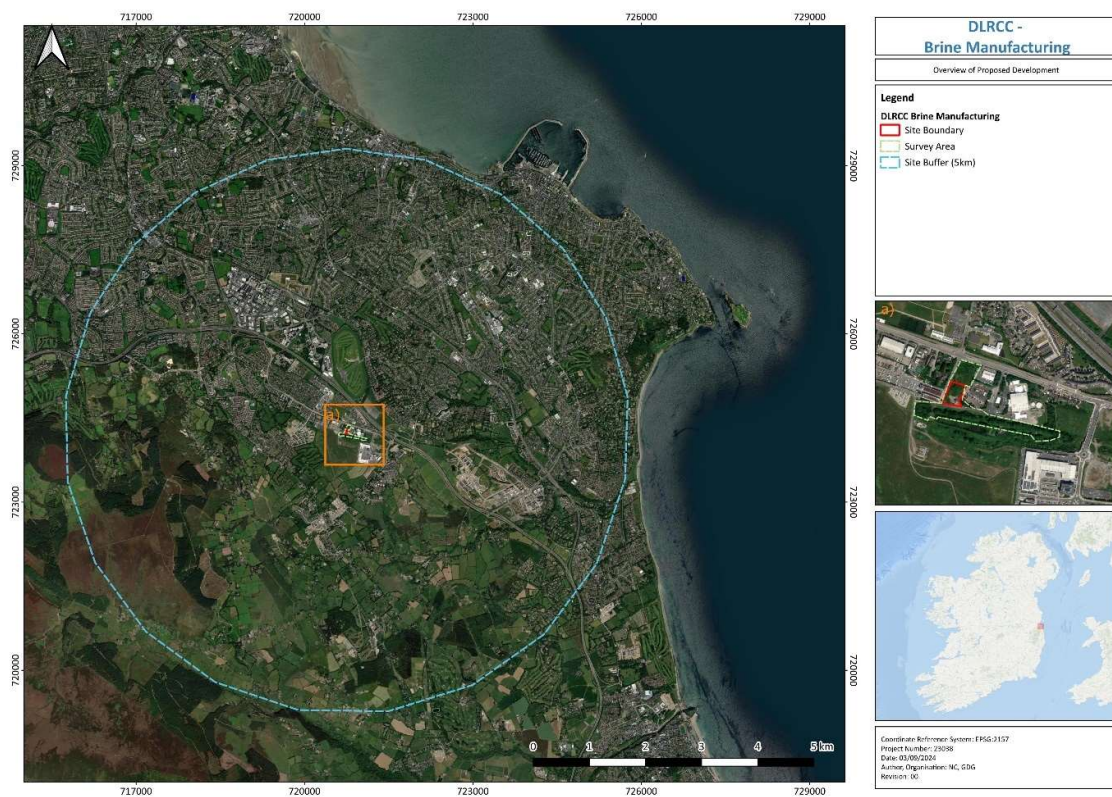 717000 720000 723000 726000 729000
729000 729000
726000 726000
723000 723000
720000 720000
a)
0 1 2 3 4 5 km
717000 720000 723000 726000 729000
DLRCC -
Brine Manufacturing
Overview of Proposed Development
Legend
DLRCC Brine Manufacturing
Site Boundary
Survey Area
Site Buffer (5km)
a)
Coordinate Reference System: EPSG:2157
Project Number: 23038
Date: 03/09/2024
Author, Organisation: NC, GDG
Revision: 00